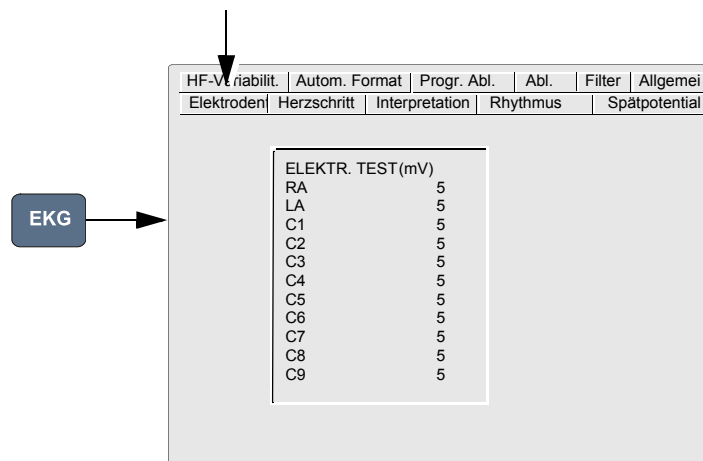 HF-Variabilit. Autom. Format Progr. Abl. Abl. Filter Allgemei
Elektrodent Herzschritt Interpretation Rhythmus Spätpotential
ELEKTR. TEST(mV)
RA 5
LA 5
C1 5
C2 5
C3 5
C4 5
C5 5
C6 5
C7 5
C8 5
C9 5
EKG